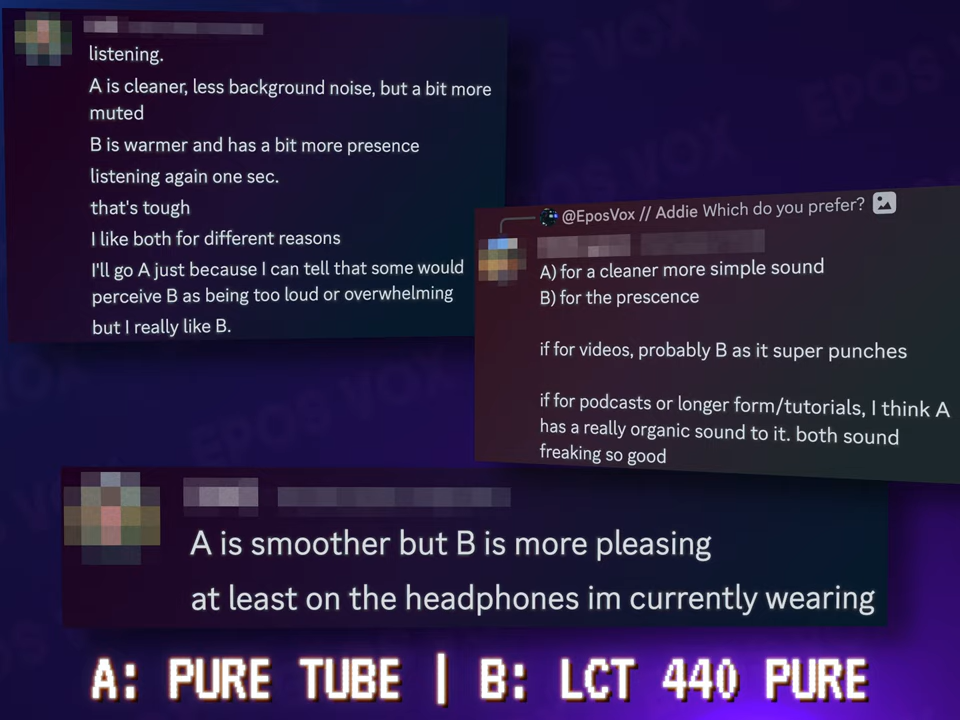 listening.
A is cleaner, less background noise, but a bit more
muted
B is warmer and has a bit more presence
listening again one sec.
that's tough
I like both for different reasons
I'll go A just because I can tell that some would
perceive B as being too loud or overwhelming
but I really like B.
@EposVox // Addie Which do you prefer?
A) for a cleaner more simple sound
B) for the prescence
if for videos, probably B as it super punches
if for podcasts or longer form/tutorials, I think A
has a really organic sound to it. both sound
freaking so good
A is smoother but B is more pleasing
at least on the headphones im currently wearing
A: PURE TUBE | B: LCT 440 PURE